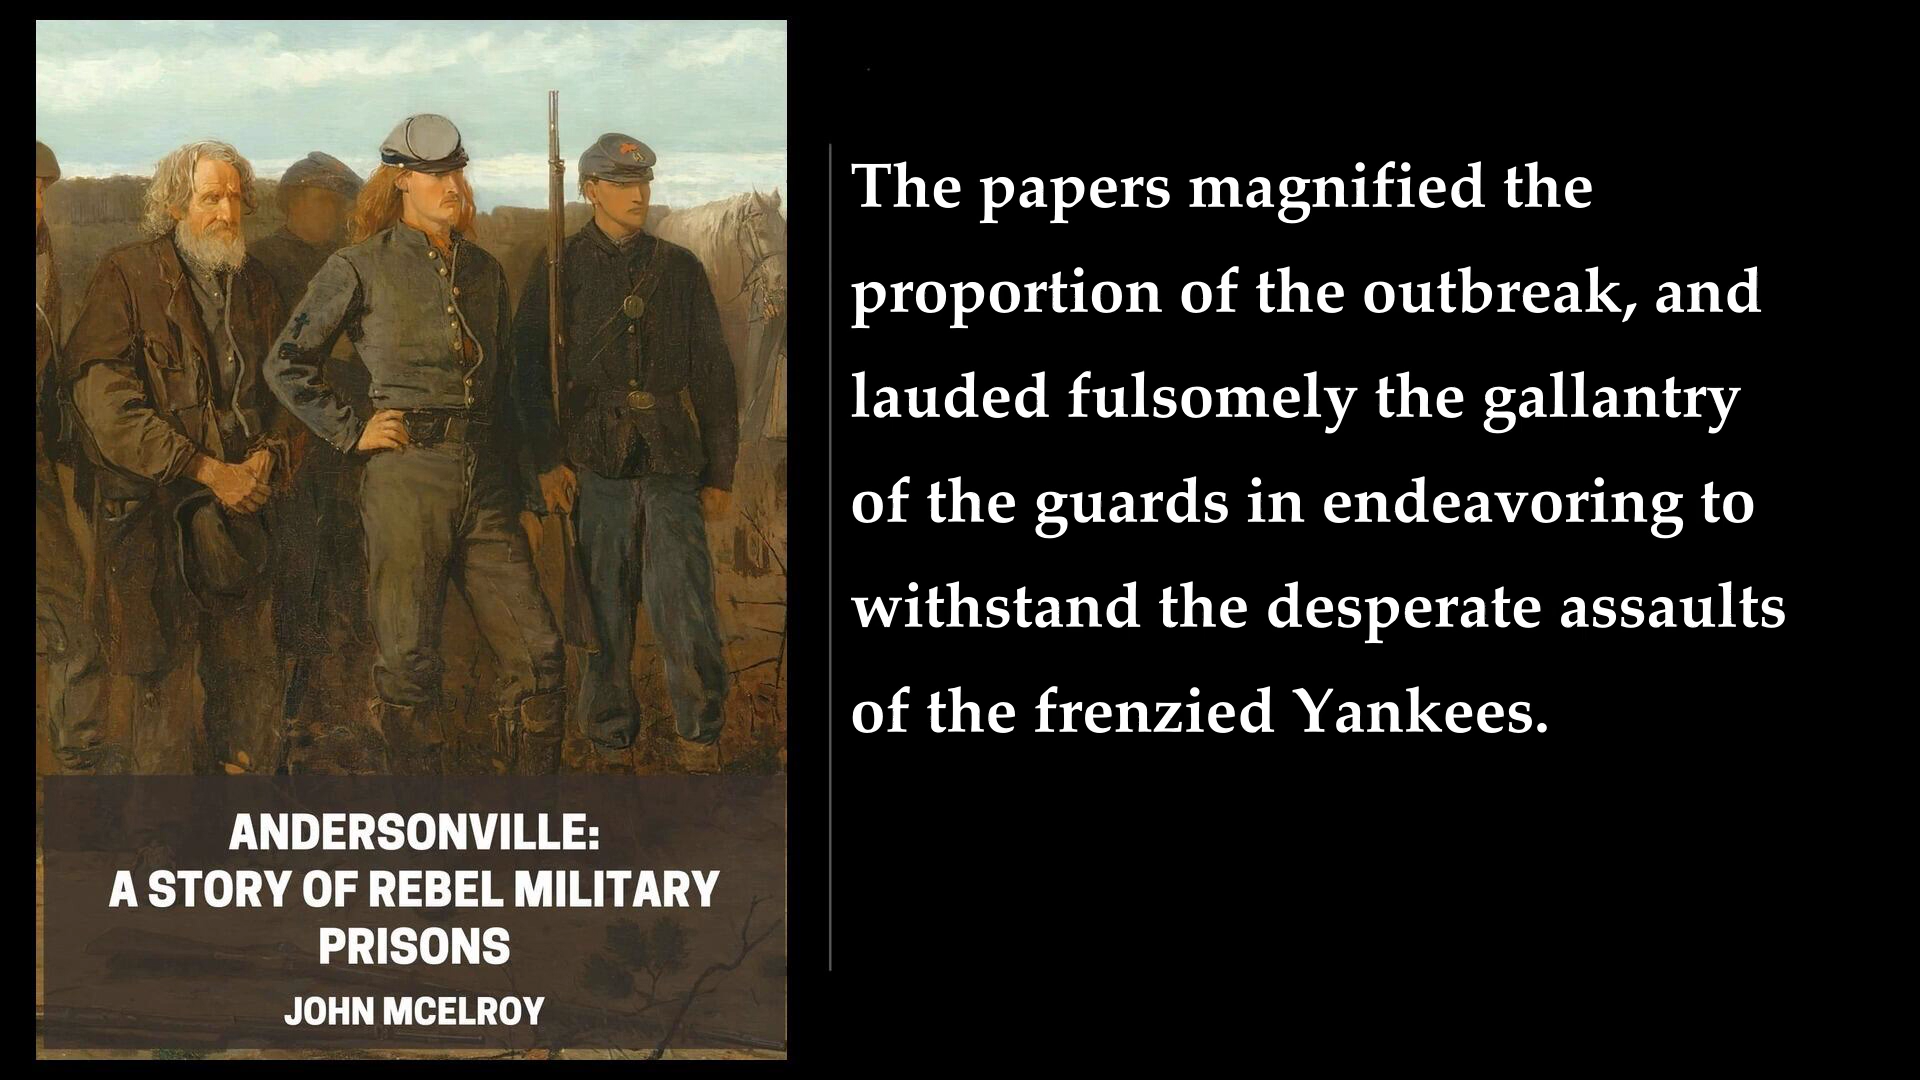 The papers magnified the
proportion of the outbreak, and
lauded fulsomely the gallantry
of the guards in endeavoring to
withstand the desperate assaults
of the frenzied Yankees.
ANDERSONVILLE:
A STORY OF REBEL MILITARY
PRISONS
JOHN MCELROY